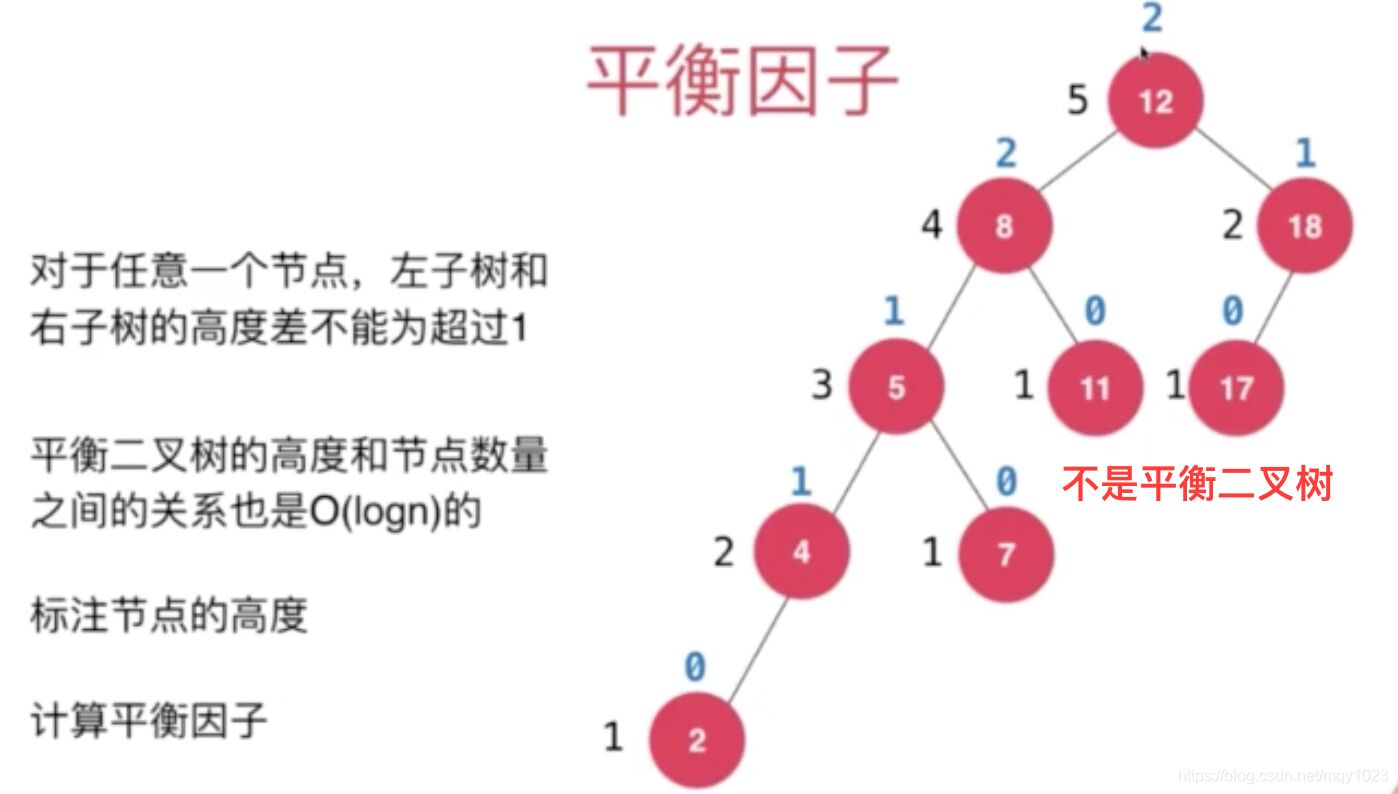 平衡因子
对于任意一个节点，左子树和
右子树的高度差不能为超过1
平衡二叉树的高度和节点数量
之间的关系也是O(logn)的
标注节点的高度
计算平衡因子
2
5 12
2 1
4 8 2 18
1 0 0
3 5 1 11 1 17
不是平衡二叉树
1 0
2 4 1 7
0
1 2
https://blog.csdn.net/mqy1023